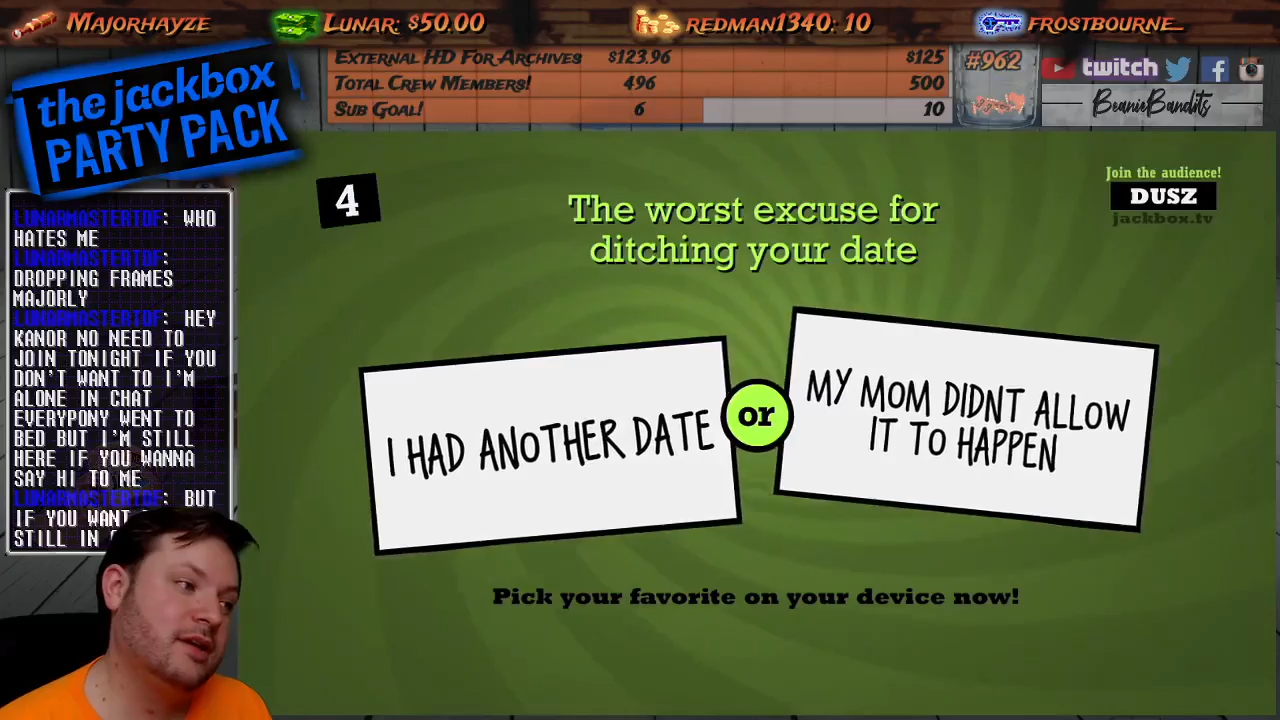 MAJORHAYZE
LUNAR: $50.00
REDMAN1340: 10
FROSTBOURNE_
EXTERNAL HD FOR ARCHIVES $123.96 $125
TOTAL CREW MEMBERS! 496 500
SUB GOAL! 6 10
#962
twitch
BeanieBandits
the jackbox
PARTY PACK
LUNARMASTERTDF: WHO
HATES ME
LUNARMASTERTDF:
DROPPING FRAMES
MAJORLY
LUNARMASTERTDF: HEY
KANOR NO NEED TO
JOIN TONIGHT IF YOU
DON'T WANT TO I'M
ALONE IN CHAT
EVERYPONY WENT TO
BED BUT I'M STILL
HERE IF YOU WANNA
SAY HI TO ME
LUNARMASTERTDF: BUT
IF YOU WANT
STILL IN
4
The worst excuse for
ditching your date
Join the audience!
DUSZ
jackbox.tv
I HAD ANOTHER DATE
or
MY MOM DIDNT ALLOW
IT TO HAPPEN
Pick your favorite on your device now!